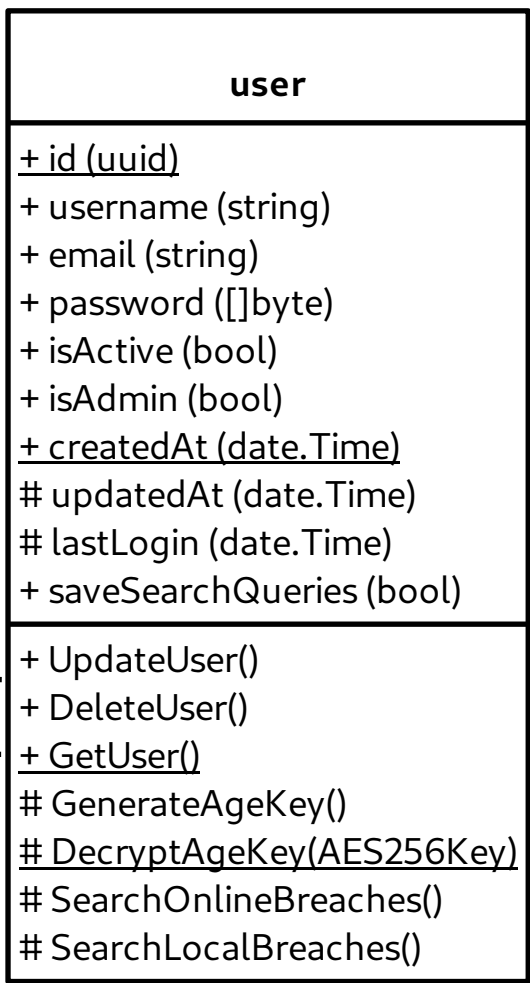 user
+ id (uuid)
+ username (string)
+ email (string)
+ password ([]byte)
+ isActive (bool)
+ isAdmin (bool)
+ createdAt (date.Time)
# updatedAt (date.Time)
# lastLogin (date.Time)
+ saveSearchQueries (bool)
+ UpdateUser()
+ DeleteUser()
+ GetUser()
# GenerateAgeKey()
# DecryptAgeKey(AES256Key)
# SearchOnlineBreaches()
# SearchLocalBreaches()